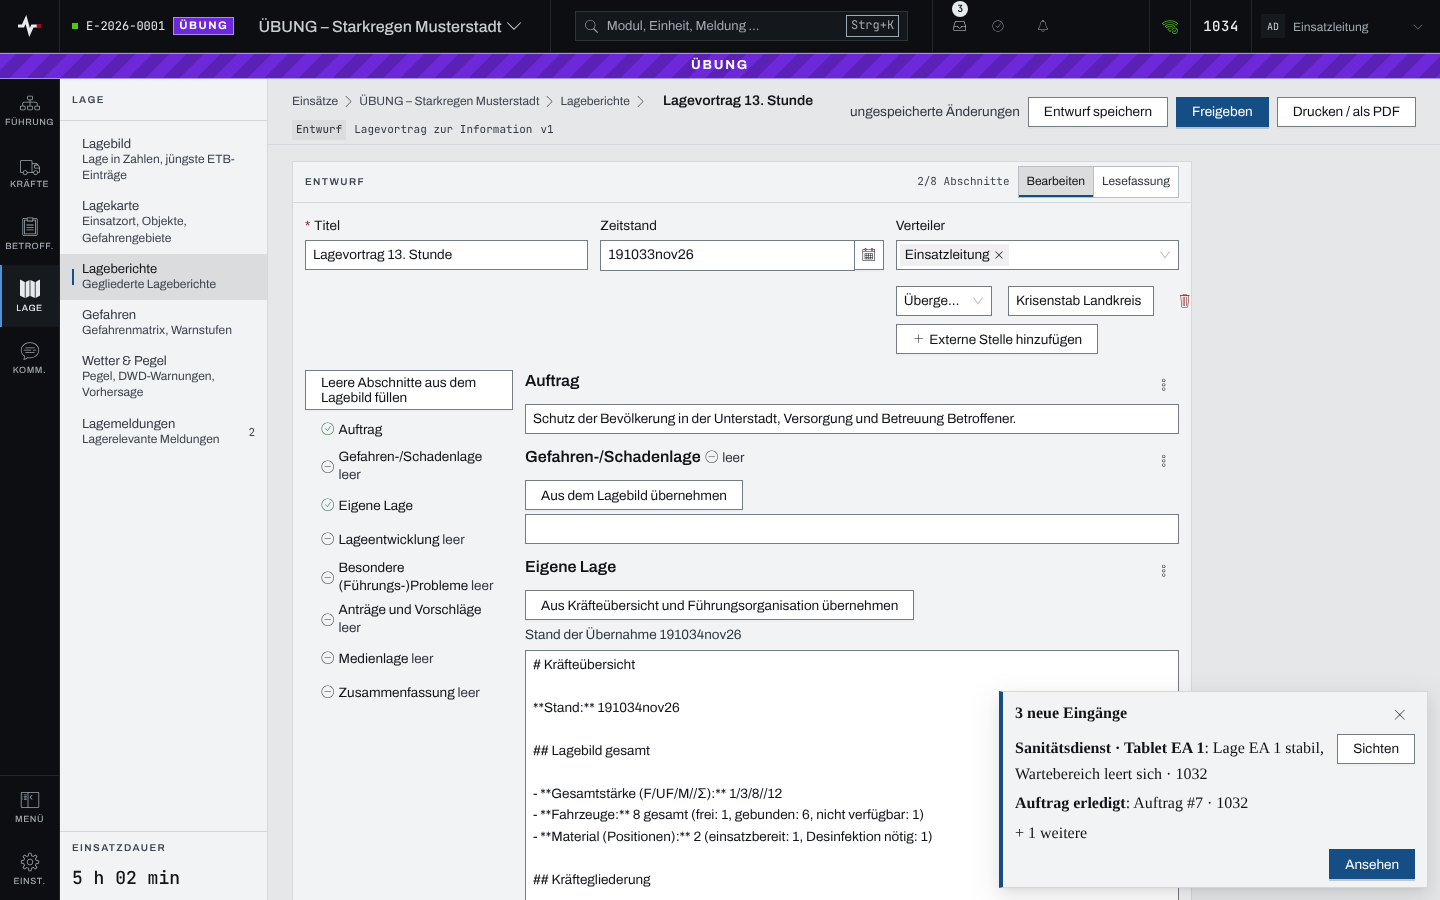 E-2026-0001 ÜBUNG ÜBUNG – Starkregen Musterstadt Modul, Einheit, Meldung ... Strg+K 3 1034 AD Einsatzleitung
ÜBUNG
FÜHRUNG
KRÄFTE
BETROFF.
LAGE
KOMM.
MENÜ
EINST.
LAGE
Lagebild
Lage in Zahlen, jüngste ETB-
Einträge
Lagekarte
Einsatzort, Objekte,
Gefahrengebiete
Lageberichte
Gegliederte Lageberichte
Gefahren
Gefahrenmatrix, Warnstufen
Wetter & Pegel
Pegel, DWD-Warnungen,
Vorhersage
Lagemeldungen
Lagerelevante Meldungen 2
EINSATZDAUER
5 h 02 min
Einsätze ÜBUNG – Starkregen Musterstadt Lageberichte Lagevortrag 13. Stunde
Entwurf Lagevortrag zur Information v1
ungespeicherte Änderungen Entwurf speichern Freigeben Drucken / als PDF
ENTWURF 2/8 Abschnitte Bearbeiten Lesefassung
* Titel Zeitstand Verteiler
Lagevortrag 13. Stunde 191033nov26 Einsatzleitung
Überge... Krisenstab Landkreis
Externe Stelle hinzufügen
Leere Abschnitte aus dem
Lagebild füllen
Auftrag
Gefahren-/Schadenlage
leer
Eigene Lage
Lageentwicklung leer
Besondere
(Führungs-)Probleme leer
Anträge und Vorschläge
leer
Medienlage leer
Zusammenfassung leer
Auftrag
Schutz der Bevölkerung in der Unterstadt, Versorgung und Betreuung Betroffener.
Gefahren-/Schadenlage leer
Aus dem Lagebild übernehmen
Eigene Lage
Aus Kräfteübersicht und Führungsorganisation übernehmen
Stand der Übernahme 191034nov26
# Kräfteübersicht
**Stand:** 191034nov26
## Lagebild gesamt
- **Gesamtstärke (F/UF/M//Σ):** 1/3/8//12
- **Fahrzeuge:** 8 gesamt (frei: 1, gebunden: 6, nicht verfügbar: 1)
- **Material (Positionen):** 2 (einsatzbereit: 1, Desinfektion nötig: 1)
## Kräftegliederung
3 neue Eingänge
Sanitätsdienst · Tablet EA 1: Lage EA 1 stabil,
Wartebereich leert sich · 1032
Sichten
Auftrag erledigt: Auftrag #7 · 1032
+ 1 weitere
Ansehen